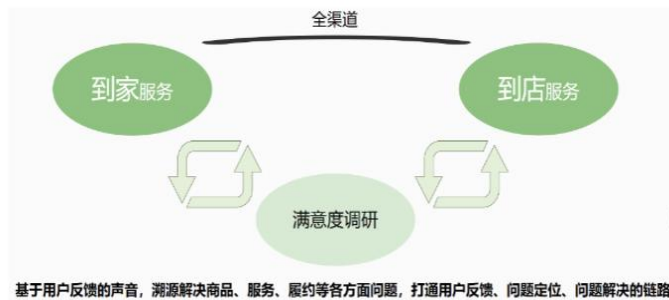 全渠道
到家服务
到店服务
满意度调研
基于用户反馈的声音，溯源解决商品、服务、履约等各方面问题，打通用户反馈、问题定位、问题解决的链路